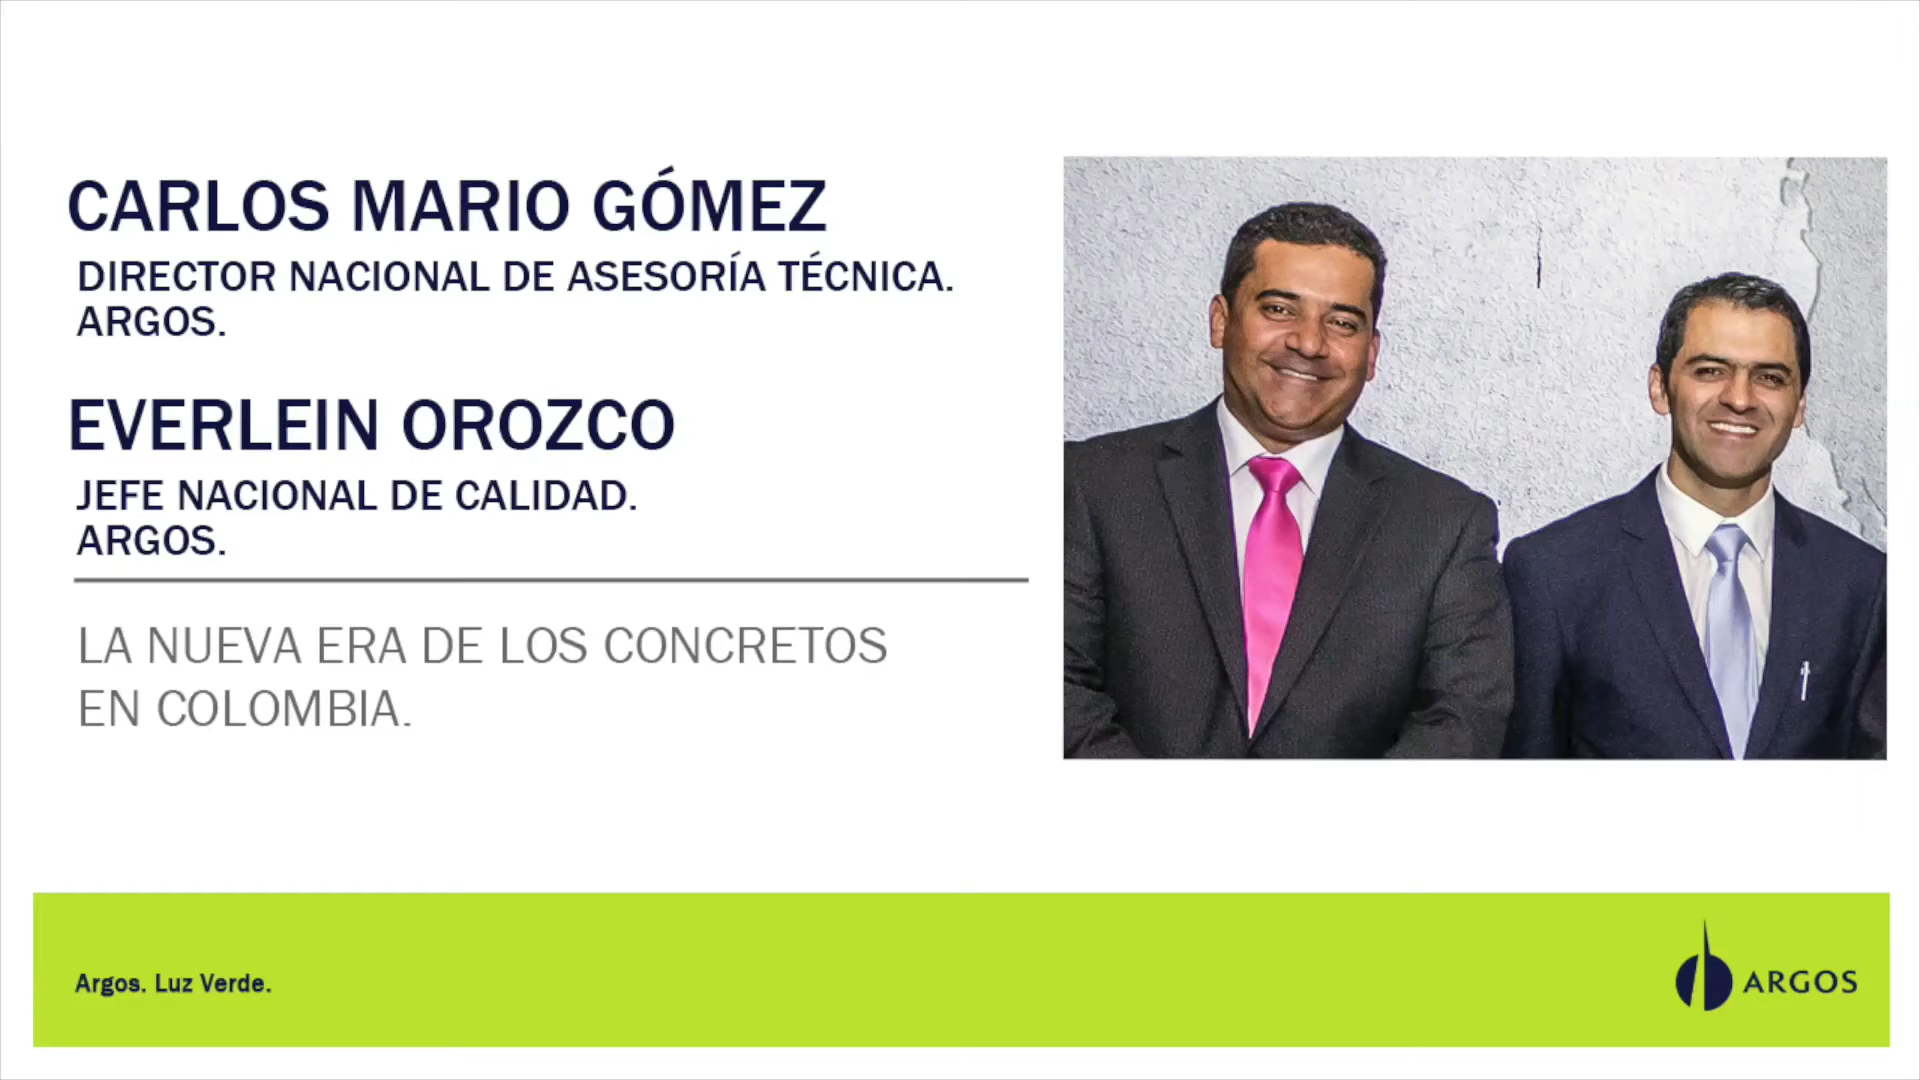 CARLOS MARIO GÓMEZ
DIRECTOR NACIONAL DE ASESORÍA TÉCNICA.
ARGOS.
EVERLEIN OROZCO
JEFE NACIONAL DE CALIDAD.
ARGOS.
LA NUEVA ERA DE LOS CONCRETOS
EN COLOMBIA.
Argos. Luz Verde.
ARGOS